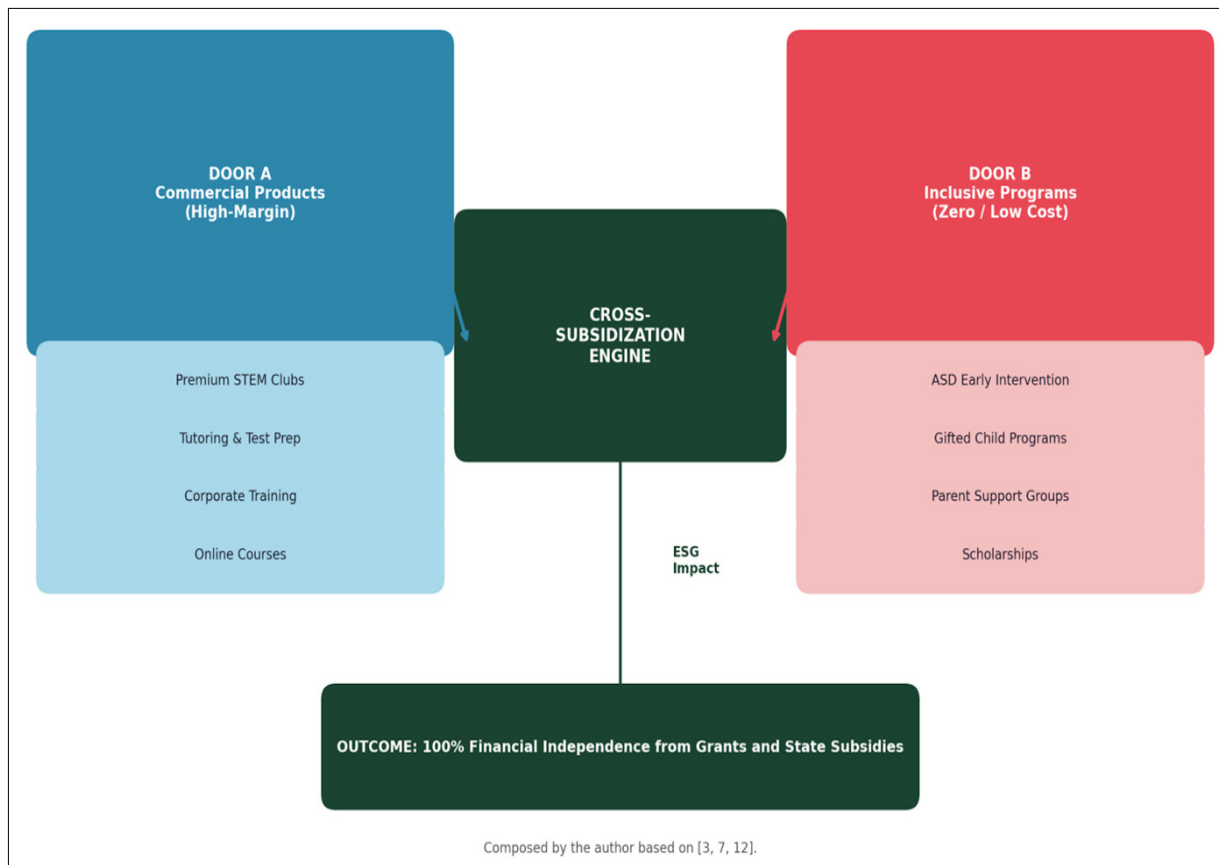 DOOR A
Commercial Products
(High-Margin)
Premium STEM Clubs
Tutoring & Test Prep
Corporate Training
Online Courses
CROSS-
SUBSIDIZATION
ENGINE
DOOR B
Inclusive Programs
(Zero / Low Cost)
ASD Early Intervention
Gifted Child Programs
Parent Support Groups
Scholarships
ESG
Impact
OUTCOME: 100% Financial Independence from Grants and State Subsidies
Composed by the author based on [3, 7, 12].